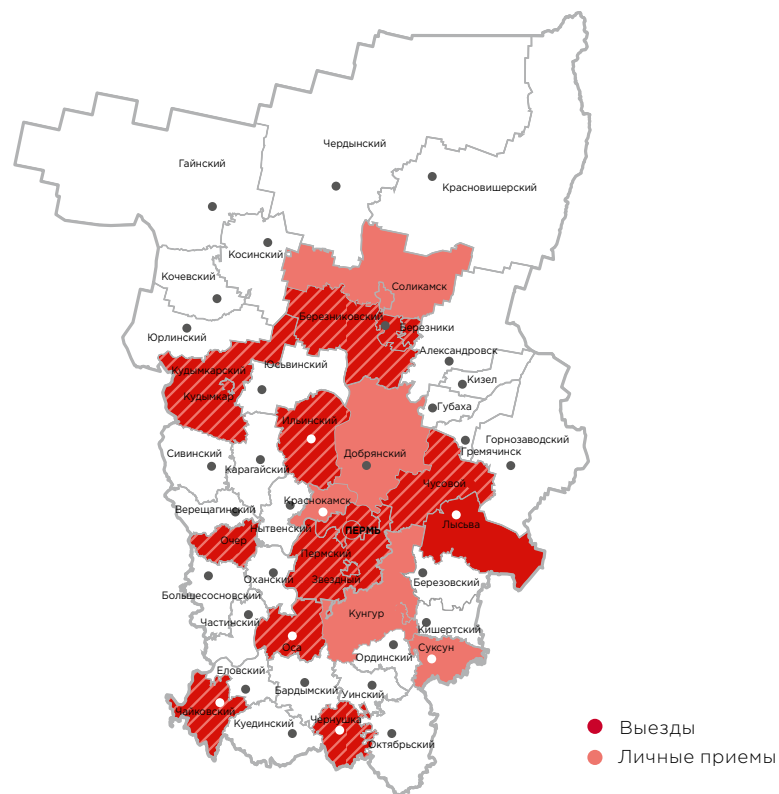 Чердынский
Гайнский
Красновишерский
Косинский
Кочевский
Соликамск
Березниковский
Березники
Юрлинский
Александровск
Юсьвинский
Кудымкарский
Кизел
Кудымкар
Губаха
Ильинский
Горнозаводский
Гремячинск
Сивинский
Добрянский
Карагайский
Чусовой
Краснокамск
Верещагинский
Лысьва
Нытвенский
ПЕРМЬ
Очер
Пермский
Оханский
Звездный
Березовский
Большесосновский
Кунгур
Частинский
Кишертский
Оса
Суксун
Ординский
Еловский
Бардымский
Уинский
Чайковский
Куединский
Чернушка
Октябрьский
Выезды
Личные приемы